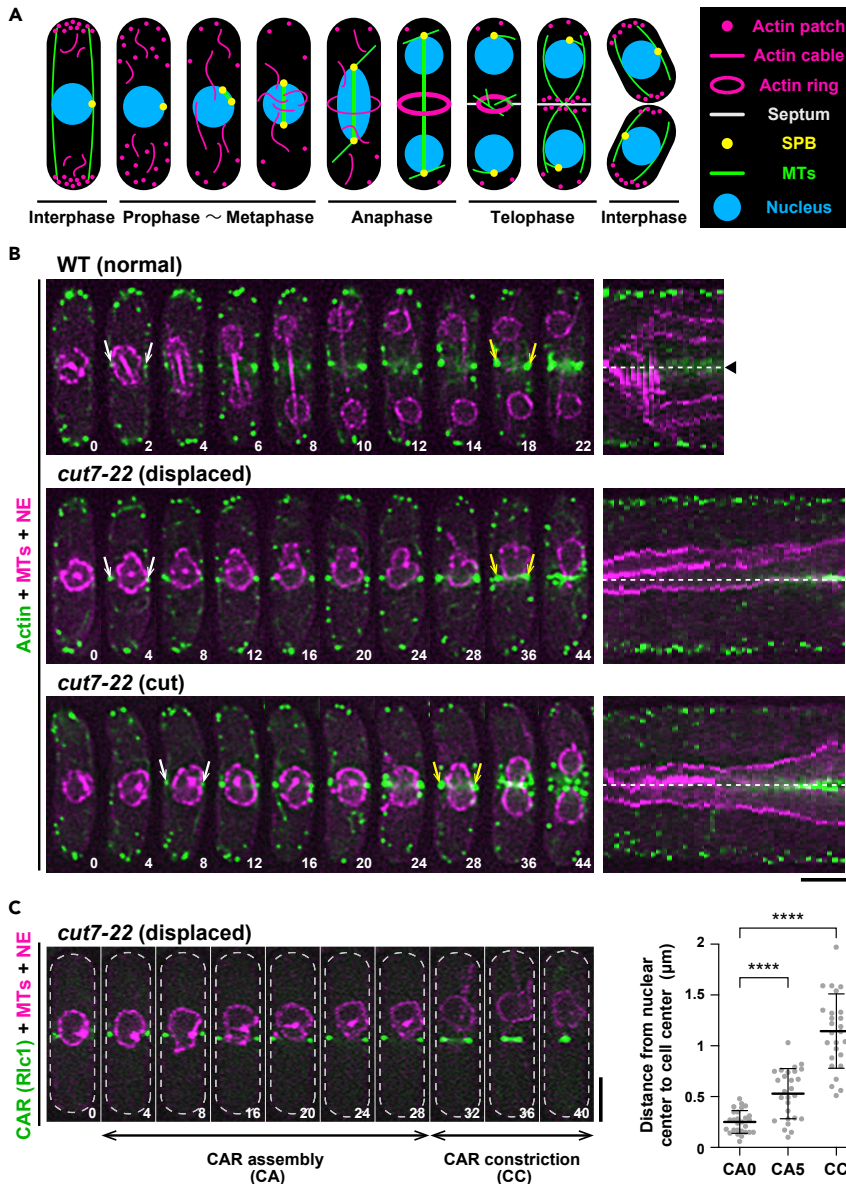 A
Actin patch
Actin cable
Actin ring
Septum
SPB
MTs
Nucleus
Interphase
Prophase ～ Metaphase
Anaphase
Telophase
Interphase
B
WT (normal)
0 2 4 6 8 10 12 14 18 22
cut7-22 (displaced)
0 4 8 12 16 20 24 28 36 44
cut7-22 (cut)
0 4 8 12 16 20 24 28 36 44
Actin + MTs + NE
C
cut7-22 (displaced)
0 4 8 16 20 24 28 32 36 40
CAR (Rlc1) + MTs + NE
CAR assembly
(CA)
CAR constriction
(CC)
Distance from nuclear
center to cell center (μm)
2
1.5
1
0.5
0
****
****
CA0 CA5 CC